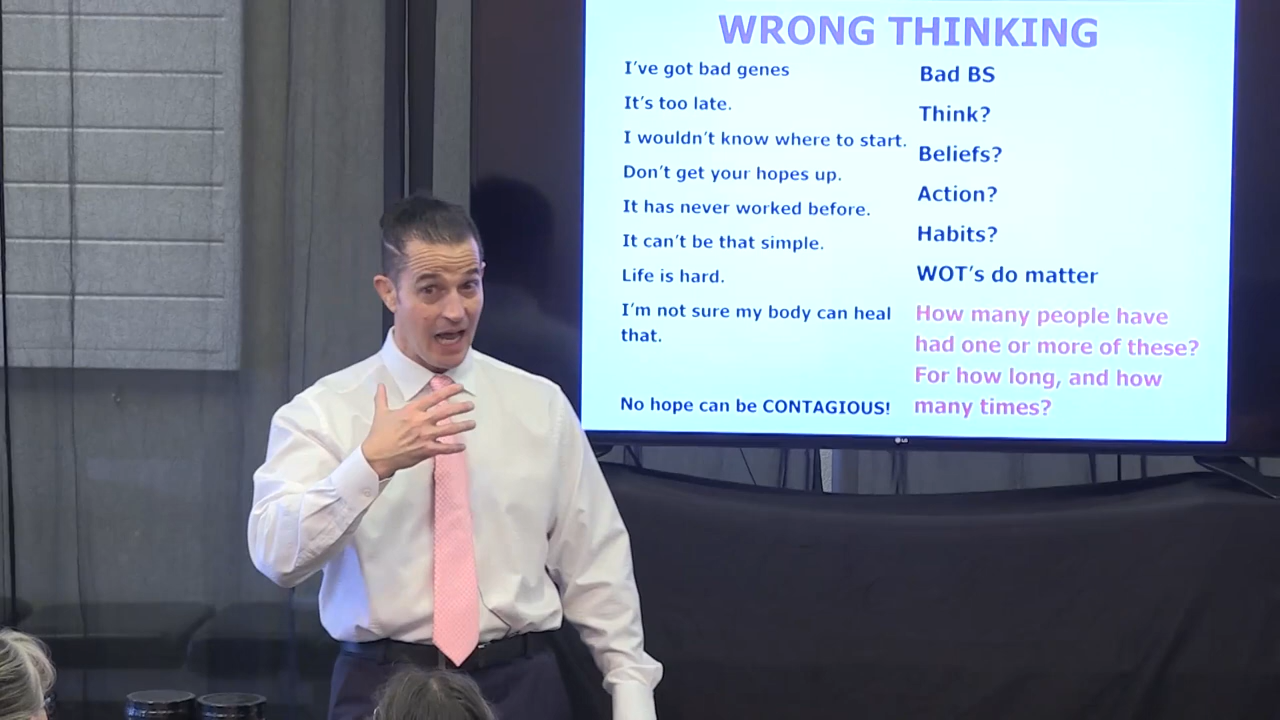 WRONG THINKING
I've got bad genes
It's too late.
I wouldn't know where to start.
Don't get your hopes up.
It has never worked before.
It can't be that simple.
Life is hard.
I'm not sure my body can heal
that.
No hope can be CONTAGIOUS!
Bad BS
Think?
Beliefs?
Action?
Habits?
WOT's do matter
How many people have
had one or more of these?
For how long, and how
many times?
LG